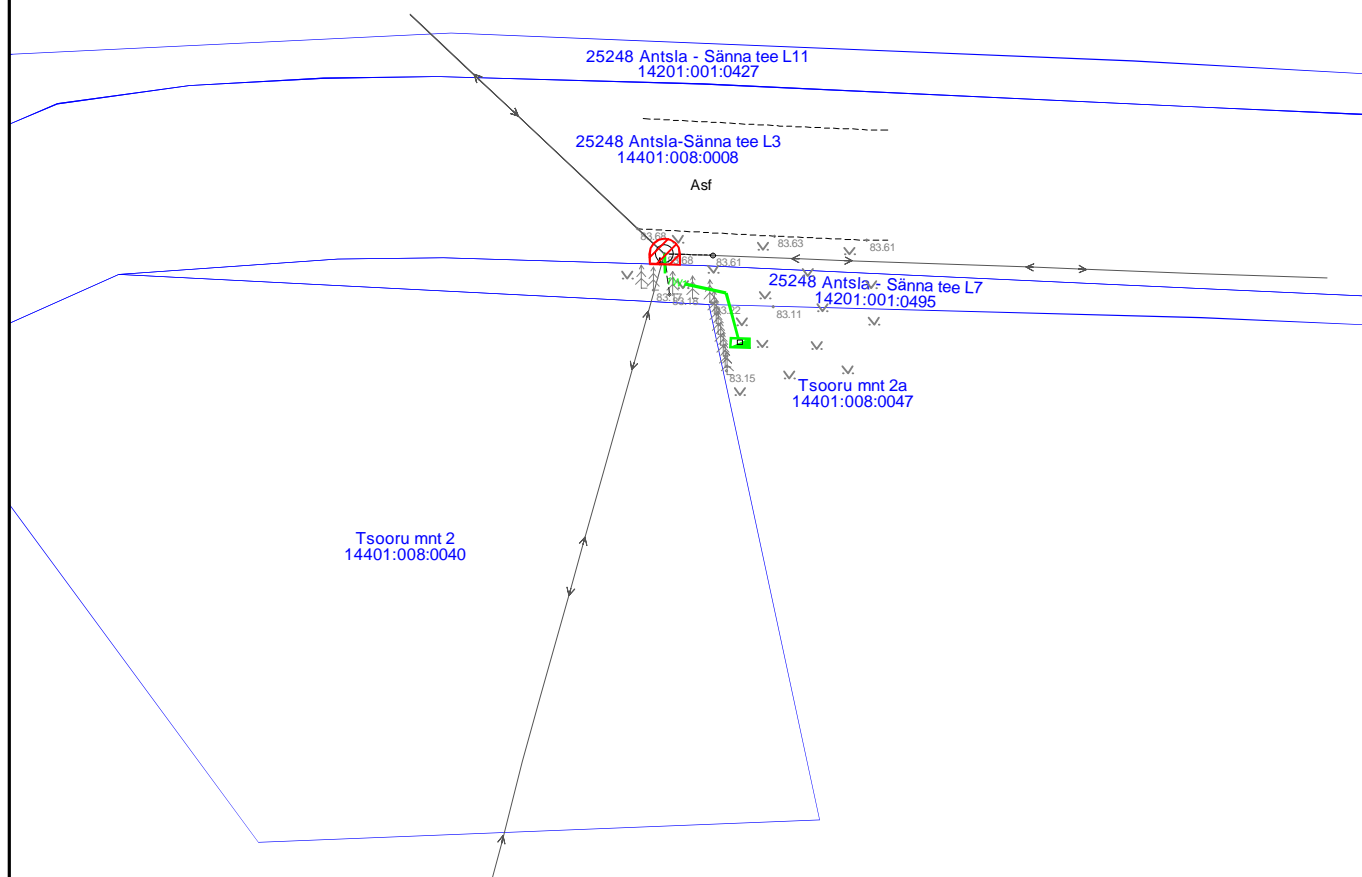 25248 Antsla - Sänna tee L11
14201:001:0427
25248 Antsla-Sänna tee L3
14401:008:0008
Asf
83.68
83.63
83.61
83.61
25248 Antsla - Sänna tee L7
14201:001:0495
83.11
83.15
Tsooru mnt 2a
14401:008:0047
Tsooru mnt 2
14401:008:0040